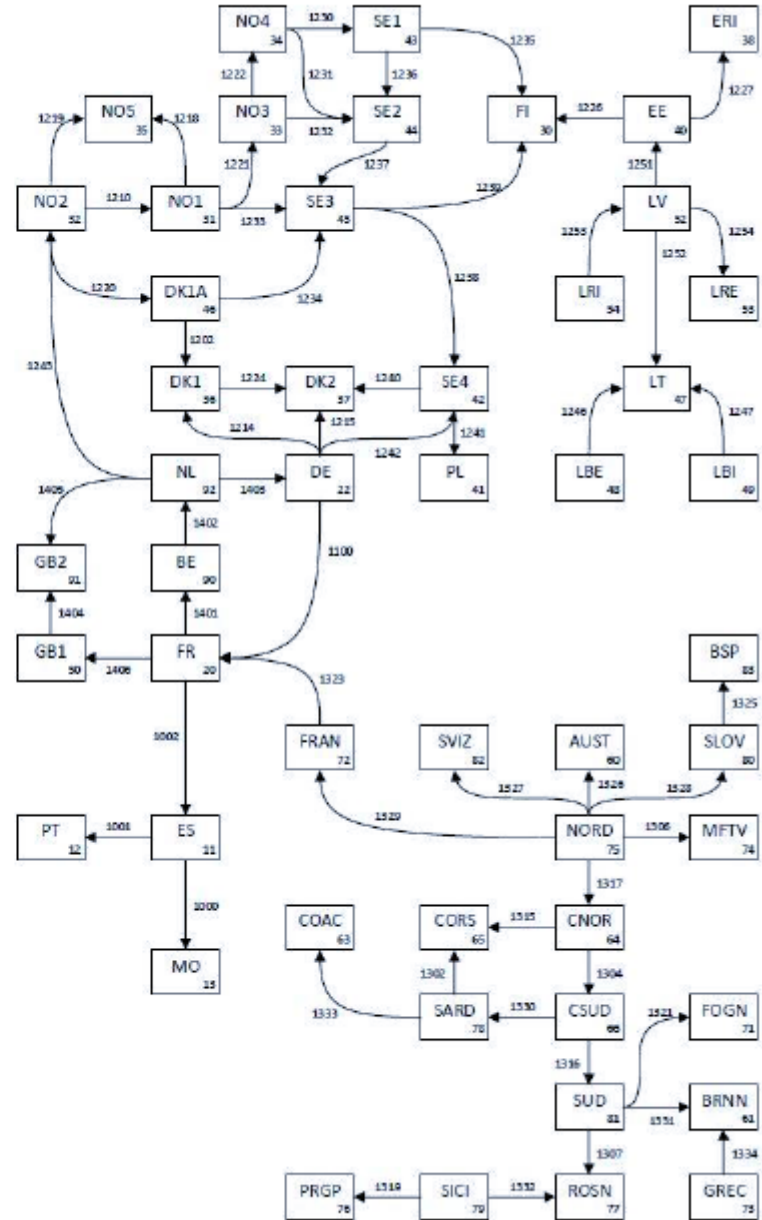 NO4 34
1230
SE1 43
1235
ERI 38
1222
1231
1236
1227
1219
NO5 35
1218
NO3 33
1232
SE2 44
FI 30
1226
EE 40
1221
1237
1251
NO2 32
1210
NO1 31
1233
SE3 45
1239
LV 52
1253
1254
1252
1220
DK1A 46
1234
1238
LRI 54
LRE 53
1202
1245
DK1 36
1224
DK2 37
1240
SE4 42
LT 47
1214
1215
1242
1241
1246
1247
NL 92
1403
DE 22
PL 41
LBE 48
LBI 49
1405
1402
1100
GB2 91
BE 90
1404
1401
GB1 50
1406
FR 20
BSP 83
1323
1325
1002
FRAN 72
SVIZ 82
AUST 60
SLOV 80
1327
1326
1328
1329
PT 12
1001
ES 11
NORD 75
1306
MFTV 74
1317
1000
COAC 63
CORS 65
1315
CNOR 64
MO 13
1302
1304
1333
SARD 78
1330
CSUD 66
1321
FOGN 71
1316
SUD 81
1331
BRNN 61
1307
1334
PRGP 76
1319
SICI 79
1332
ROSN 77
GREC 73